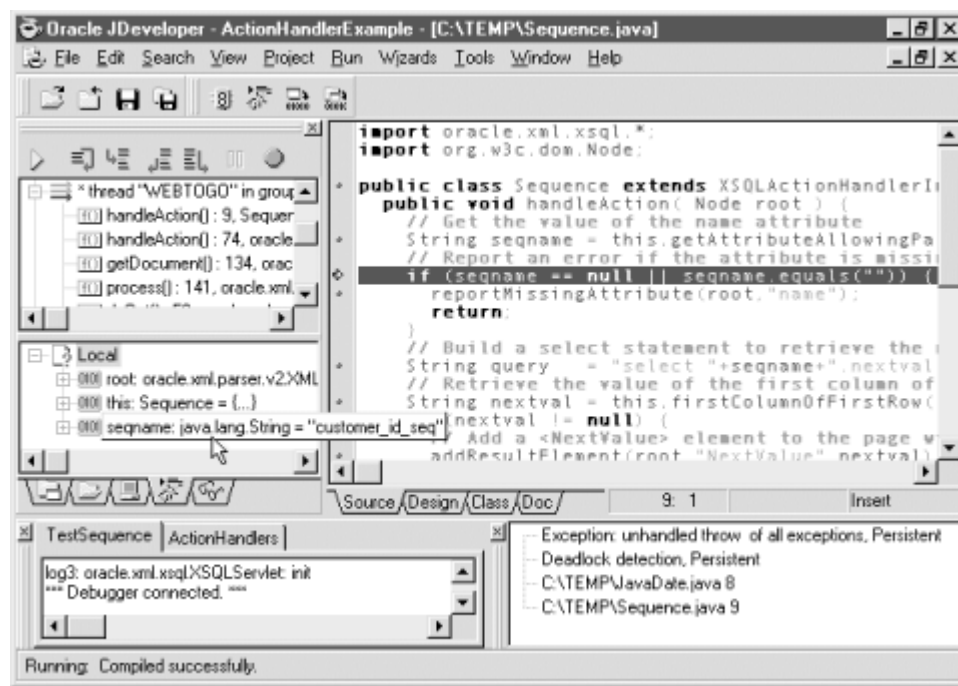 Oracle JDeveloper - ActionHandlerExample - [C:\TEMP\Sequence.java]
File Edit Search View Project Run Wizards Tools Window Help
* thread "WEBTOGO" in group
handleAction() : 9, Sequer
handleAction() : 74, oracle
getDocument() : 134, orac
process() : 141, oracle.xml.
Local
root: oracle.xml.parser.v2.XML
this: Sequence = {...}
seqname: java.lang.String = "customer_id_seq"
import oracle.xml.xsql.*;
import org.w3c.dom.Node;
public class Sequence extends XSQLActionHandlerI
public void handleAction( Node root ) {
// Get the value of the name attribute
String seqname = this.getAttributeAllowingPa
// Report an error if the attribute is missi
if (seqname == null || seqname.equals("")) {
reportMissingAttribute(root,"name");
return;
}
// Build a select statement to retrieve the
String query = "select "+seqname+".nextval
// Retrieve the value of the first column of
String nextval = this.firstColumnOfFirstRow(
(nextval != null) {
// Add a <NextValue> element to the page w
addResultElement(root,"NextValue",nextval)
Source Design Class Doc
9: 1 Insert
TestSequence ActionHandlers
log3: oracle.xml.xsql.XSQLServlet: init
*** Debugger connected. ***
Exception: unhandled throw of all exceptions, Persistent
Deadlock detection, Persistent
C:\TEMP\JavaDate.java 8
C:\TEMP\Sequence.java 9
Running: Compiled successfully.